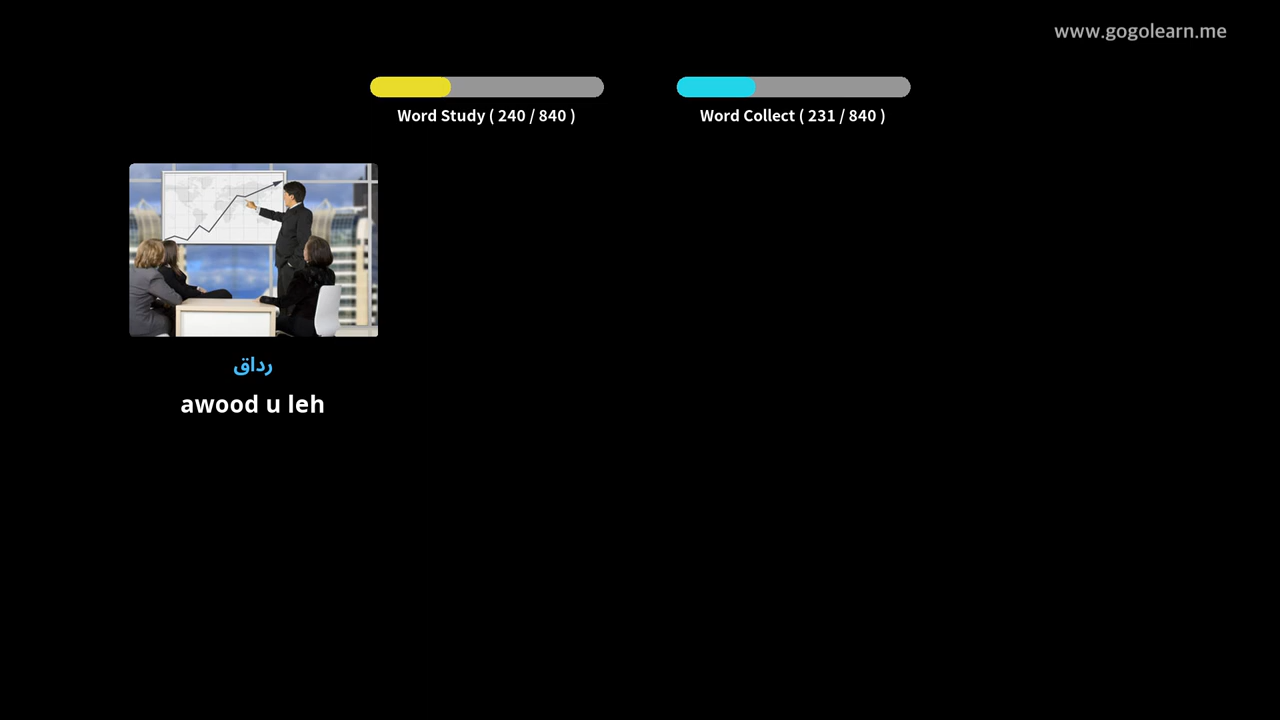 www.gogolearn.me
Word Study ( 240 / 840 )
Word Collect ( 231 / 840 )
رداق
awood u leh